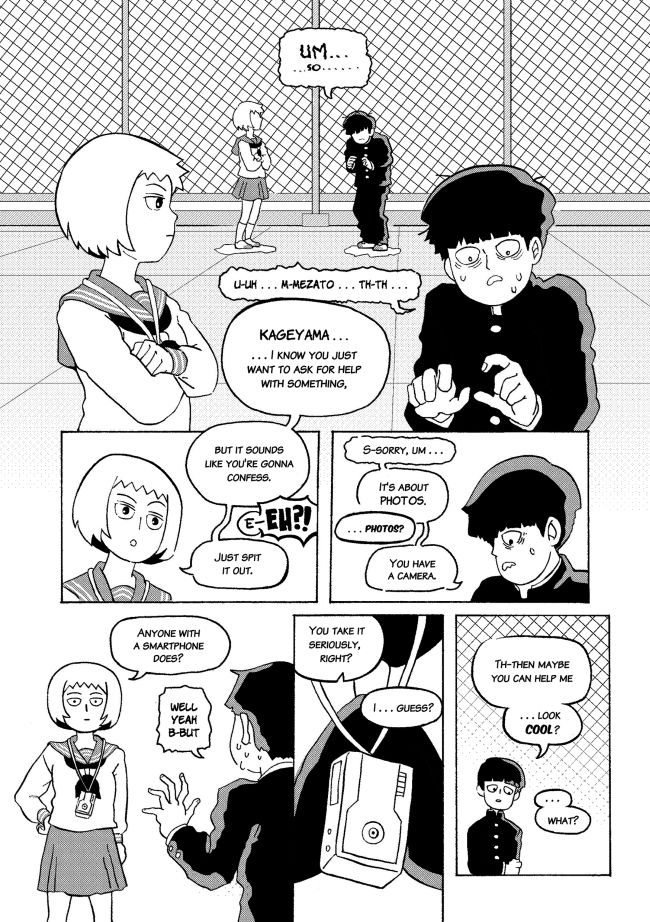 UM...
...SO......
U-UH ... M-MEZATO ... TH-TH ...
KAGEYAMA ...
... I KNOW YOU JUST
WANT TO ASK FOR HELP
WITH SOMETHING,
BUT IT SOUNDS
LIKE YOU'RE GONNA
CONFESS.
E-EH?!
JUST SPIT
IT OUT.
S-SORRY, UM ...
IT'S ABOUT
PHOTOS.
... PHOTOS?
YOU HAVE
A CAMERA.
ANYONE WITH
A SMARTPHONE
DOES?
WELL
YEAH
B-BUT
YOU TAKE IT
SERIOUSLY,
RIGHT?
I ... GUESS?
TH-THEN MAYBE
YOU CAN HELP ME
... LOOK
COOL?
...
WHAT?